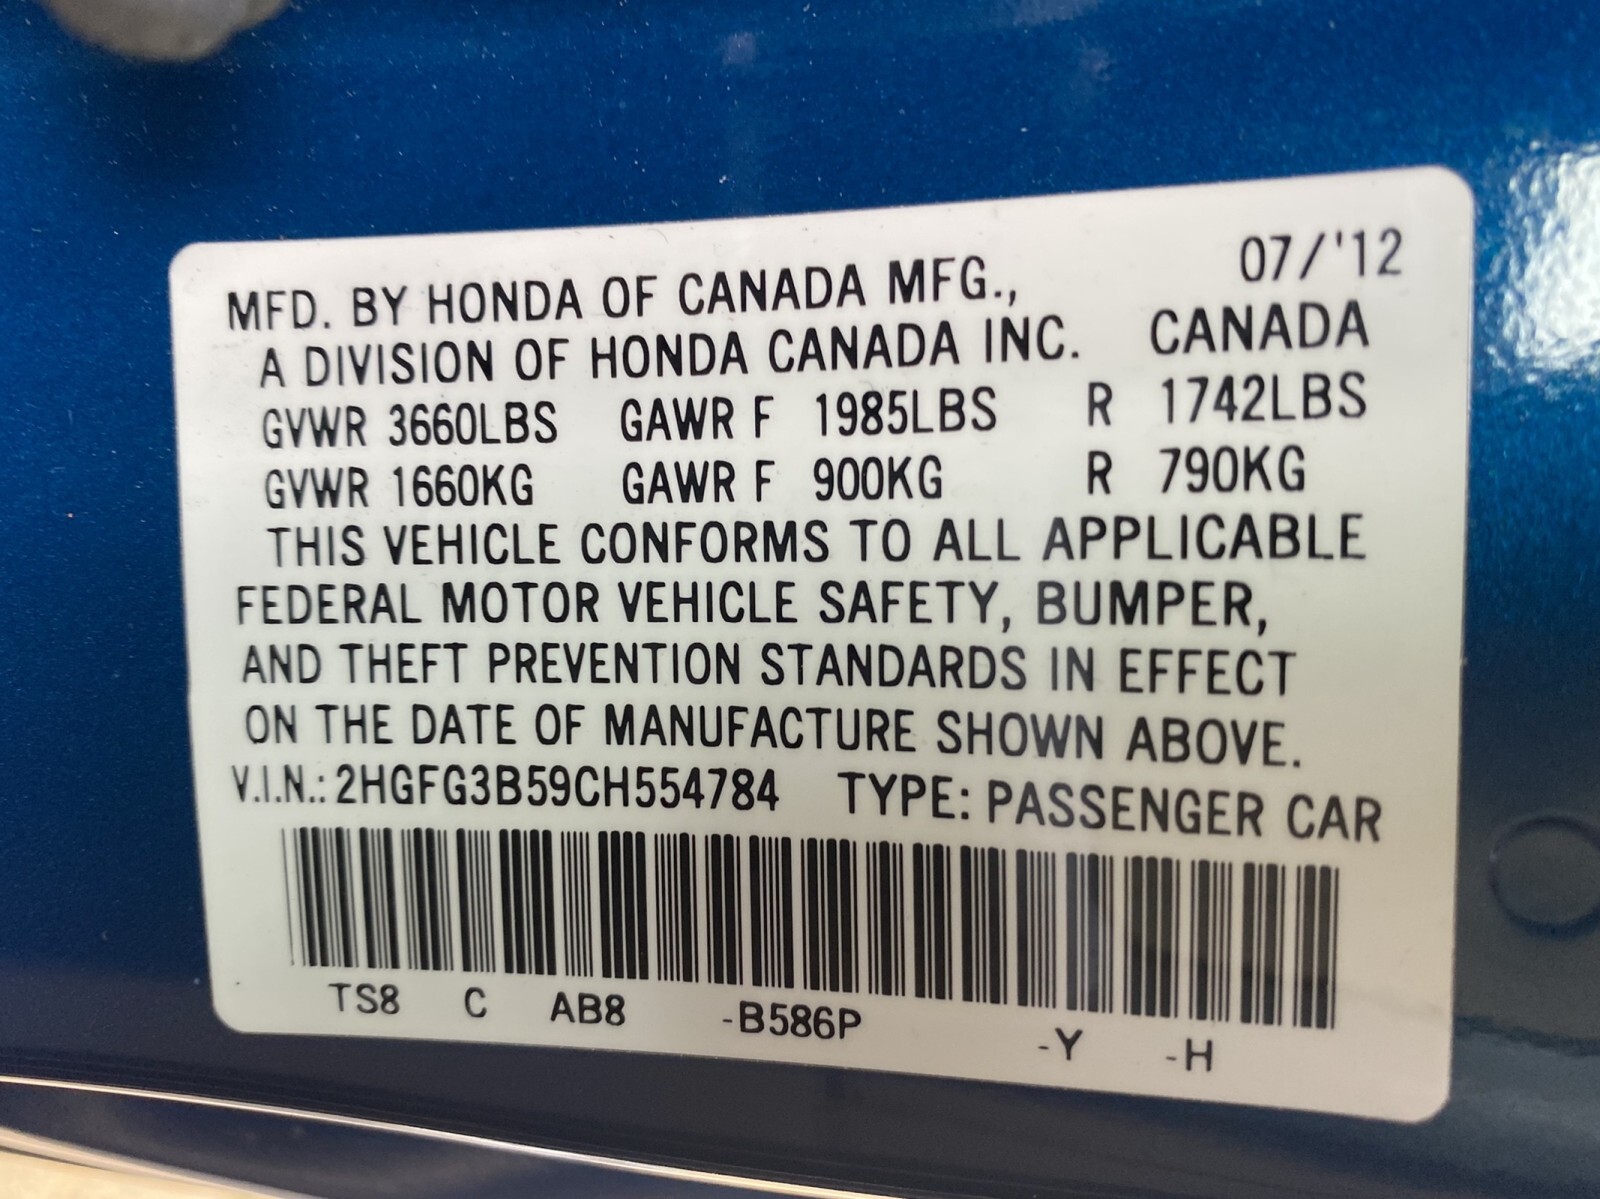 07/'12
MFD. BY HONDA OF CANADA MFG.,
A DIVISION OF HONDA CANADA INC. CANADA
GVWR 3660LBS GAWR F 1985LBS R 1742LBS
GVWR 1660KG GAWR F 900KG R 790KG
THIS VEHICLE CONFORMS TO ALL APPLICABLE
FEDERAL MOTOR VEHICLE SAFETY, BUMPER,
AND THEFT PREVENTION STANDARDS IN EFFECT
ON THE DATE OF MANUFACTURE SHOWN ABOVE.
V.I.N.: 2HGFG3B59CH554784 TYPE: PASSENGER CAR
TS8 C AB8 -B586P -Y -H